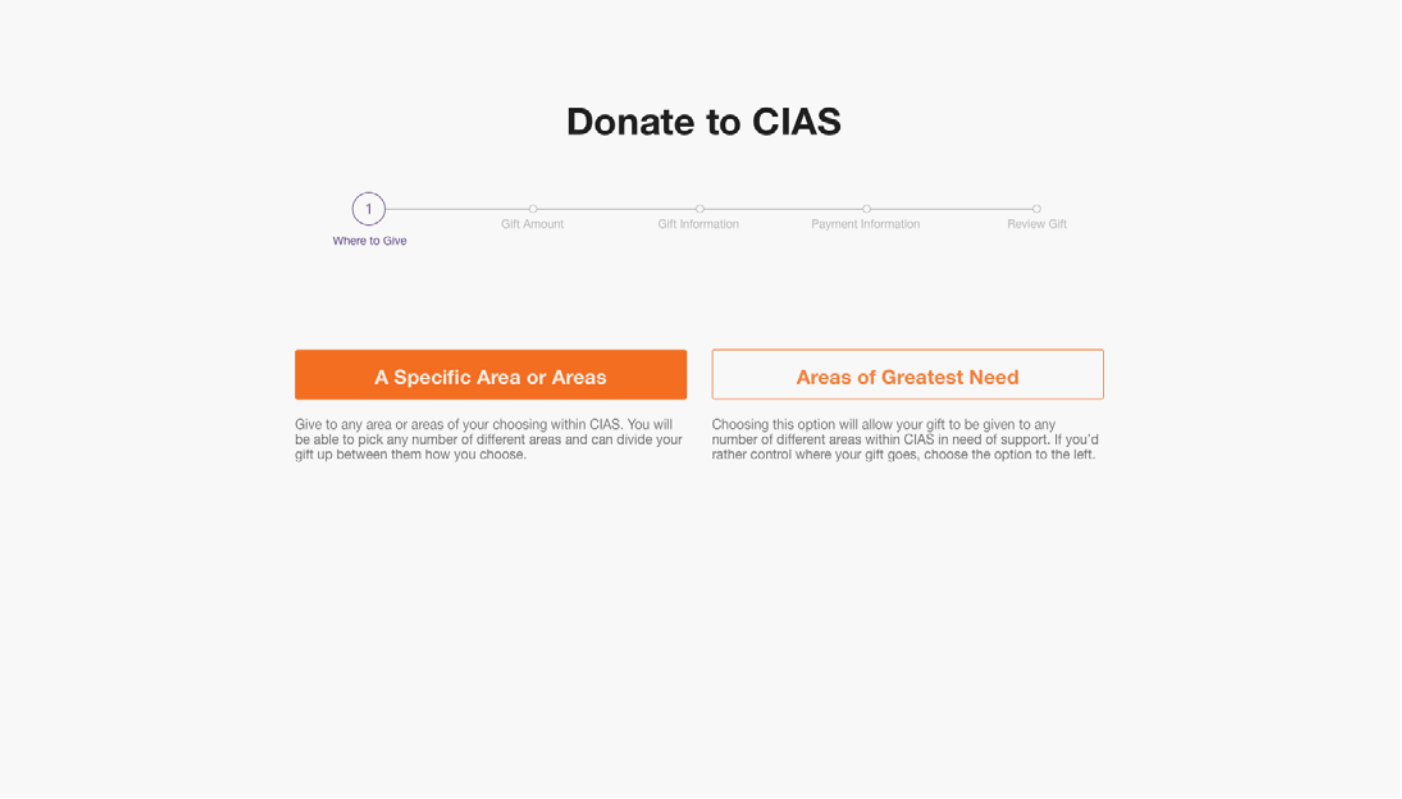 Donate to CIAS
1
Where to Give
Gift Amount
Gift Information
Payment Information
Review Gift
A Specific Area or Areas
Give to any area or areas of your choosing within CIAS. You will
be able to pick any number of different areas and can divide your
gift up between them how you choose.
Areas of Greatest Need
Choosing this option will allow your gift to be given to any
number of different areas within CIAS in need of support. If you’d
rather control where your gift goes, choose the option to the left.